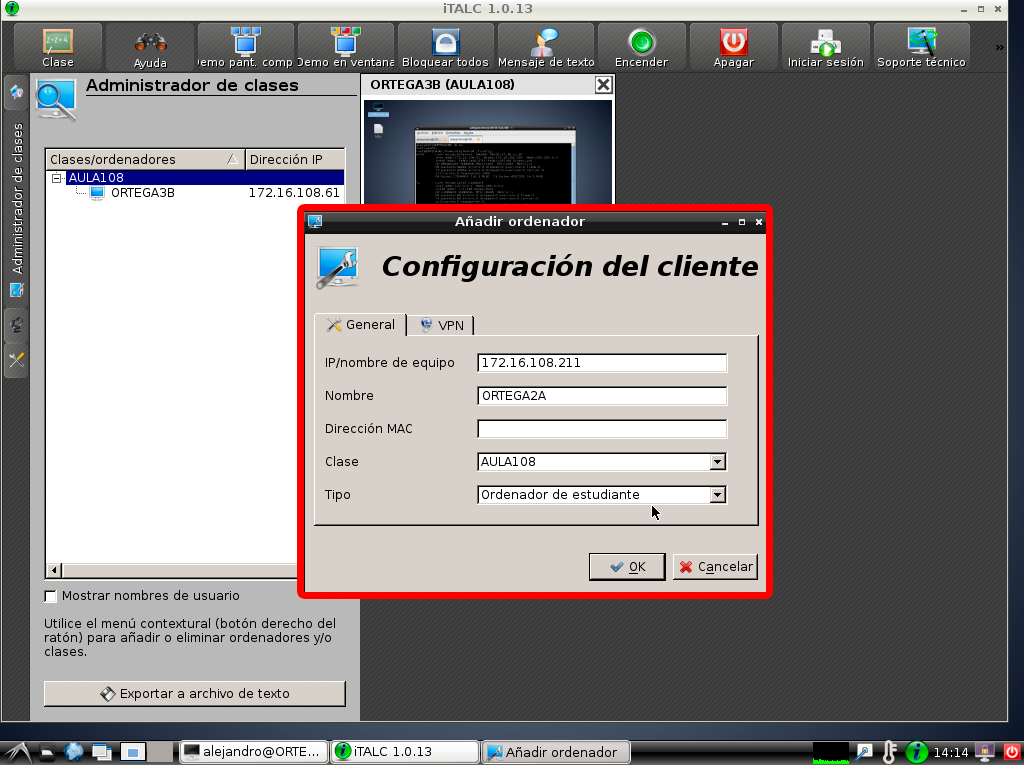 iTALC 1.0.13
Clase
Ayuda
Demo pant. comp
Demo en ventana
Bloquear todos
Mensaje de texto
Encender
Apagar
Iniciar sesión
Soporte técnico
»
Administrador de clases
Administrador de clases
Clases/ordenadores
Dirección IP
AULA108
ORTEGA3B 172.16.108.61
ORTEGA3B (AULA108)
Añadir ordenador
Configuración del cliente
General
VPN
IP/nombre de equipo 172.16.108.211
Nombre ORTEGA2A
Dirección MAC
Clase AULA108
Tipo Ordenador de estudiante
OK
Cancelar
Mostrar nombres de usuario
Utilice el menú contextural (botón derecho del
ratón) para añadir o eliminar ordenadores y/o
clases.
Exportar a archivo de texto
alejandro@ORTE...
iTALC 1.0.13
Añadir ordenador
14:14